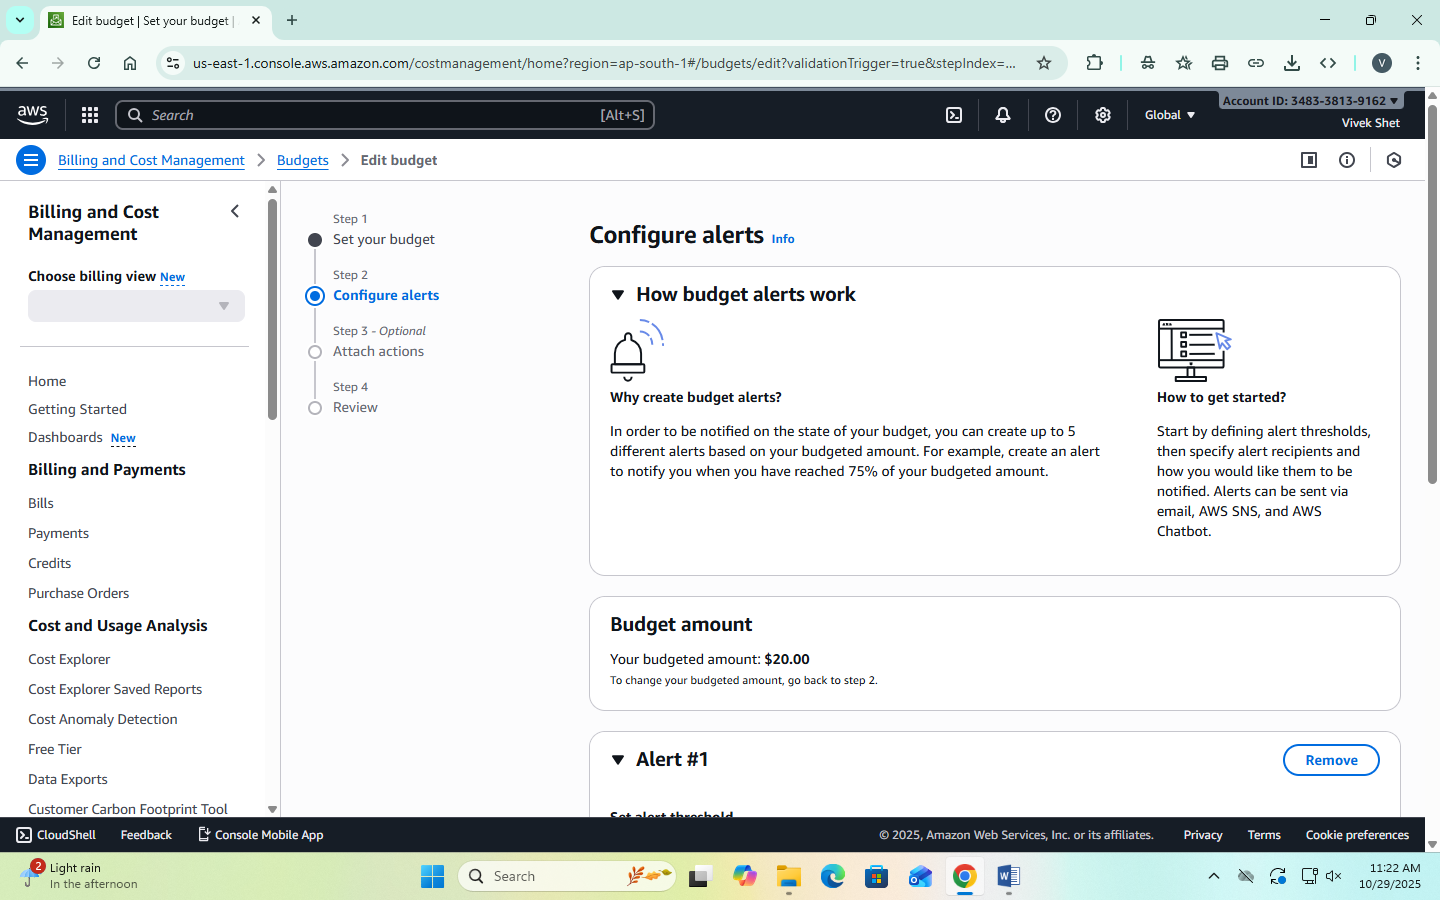 Edit budget | Set your budget |
us-east-1.console.aws.amazon.com/costmanagement/home?region=ap-south-1#/budgets/edit?validationTrigger=true&stepIndex=...
V
aws
Search
[Alt+S]
Global
Account ID: 3483-3813-9162
Vivek Shet
Billing and Cost Management
Budgets
Edit budget
Billing and Cost
Management
Choose billing view New
Home
Getting Started
Dashboards New
Billing and Payments
Bills
Payments
Credits
Purchase Orders
Cost and Usage Analysis
Cost Explorer
Cost Explorer Saved Reports
Cost Anomaly Detection
Free Tier
Data Exports
Customer Carbon Footprint Tool
Step 1
Set your budget
Step 2
Configure alerts
Step 3 - Optional
Attach actions
Step 4
Review
Configure alerts Info
How budget alerts work
Why create budget alerts?
In order to be notified on the state of your budget, you can create up to 5
different alerts based on your budgeted amount. For example, create an alert
to notify you when you have reached 75% of your budgeted amount.
How to get started?
Start by defining alert thresholds,
then specify alert recipients and
how you would like them to be
notified. Alerts can be sent via
email, AWS SNS, and AWS
Chatbot.
Budget amount
Your budgeted amount: $20.00
To change your budgeted amount, go back to step 2.
Alert #1
Remove
Set alert threshold
CloudShell
Feedback
Console Mobile App
© 2025, Amazon Web Services, Inc. or its affiliates.
Privacy
Terms
Cookie preferences
2
Light rain
In the afternoon
Search
11:22 AM
10/29/2025